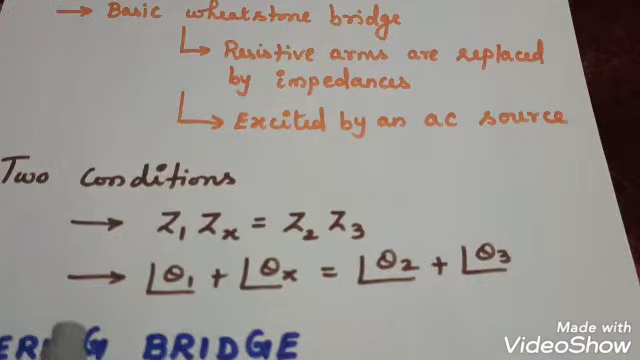 → Basic wheatstone bridge
↳ Resistive arms are replaced
by impedances
↳ Excited by an ac source
Two Conditions
→ Z₁ Zₓ = Z₂ Z₃
→ ∠θ₁ + ∠θₓ = ∠θ₂ + ∠θ₃
BRIDGE
Made with
VideoShow